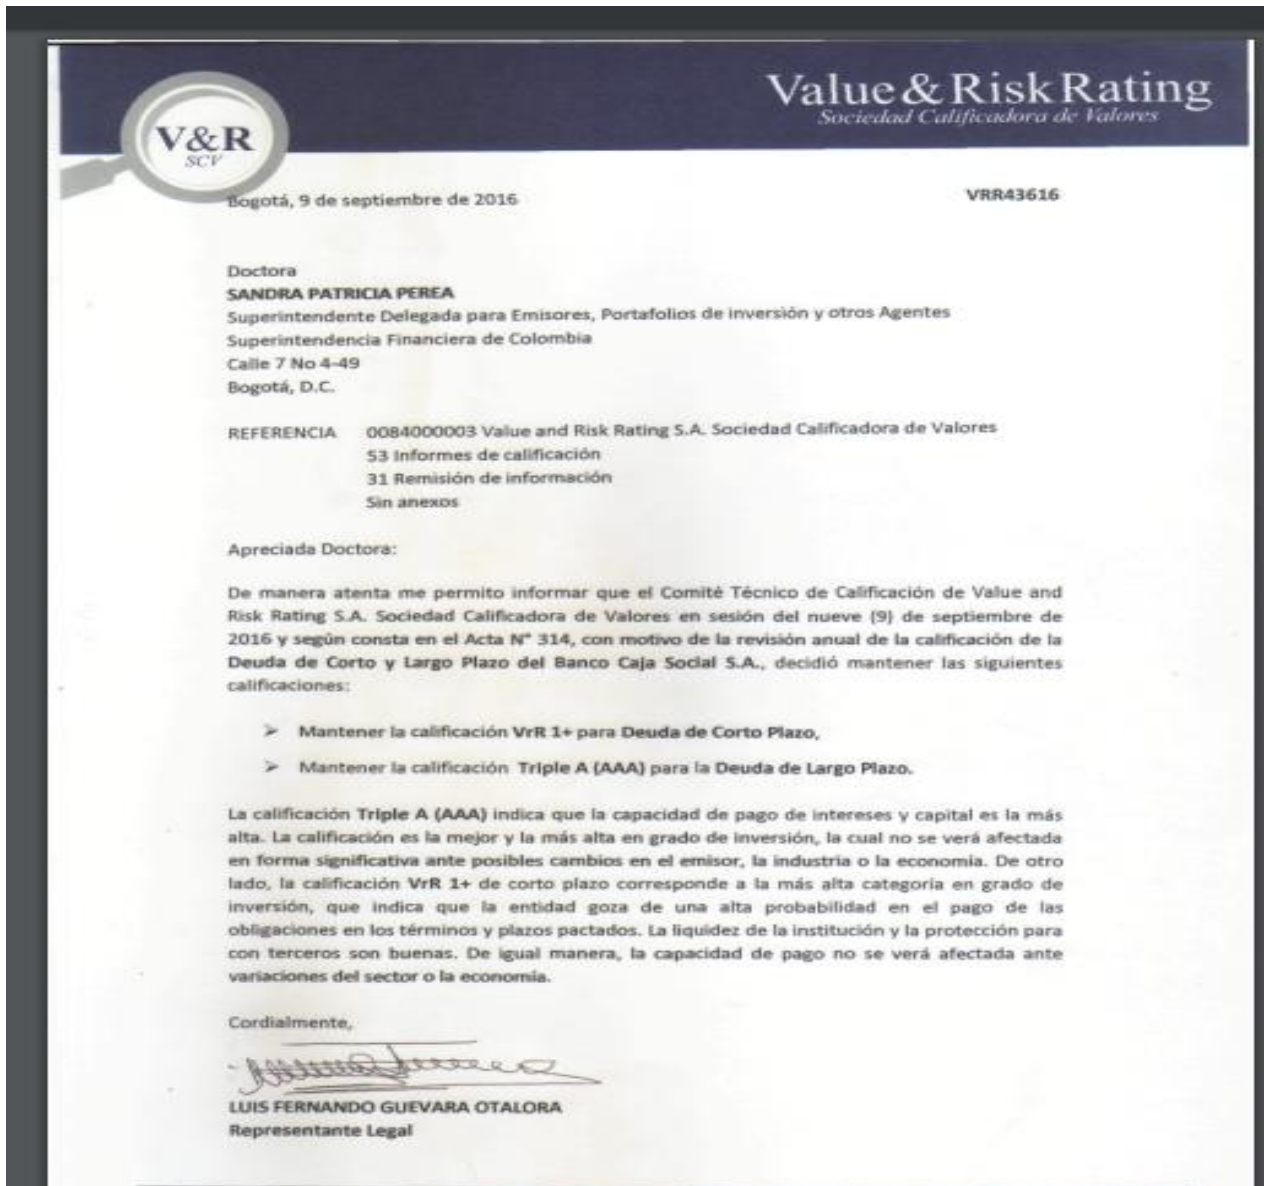 Value & Risk Rating
Sociedad Calificadora de Valores
V&R
SCV
Bogotá, 9 de septiembre de 2016
VRR43616
Doctora
SANDRA PATRICIA PEREA
Superintendente Delegada para Emisores, Portafolios de inversión y otros Agentes
Superintendencia Financiera de Colombia
Calle 7 No 4-49
Bogotá, D.C.
REFERENCIA 0084000003 Value and Risk Rating S.A. Sociedad Calificadora de Valores
53 Informes de calificación
31 Remisión de información
Sin anexos
Apreciada Doctora:
De manera atenta me permito informar que el Comité Técnico de Calificación de Value and
Risk Rating S.A. Sociedad Calificadora de Valores en sesión del nueve (9) de septiembre de
2016 y según consta en el Acta N° 314, con motivo de la revisión anual de la calificación de la
Deuda de Corto y Largo Plazo del Banco Caja Social S.A., decidió mantener las siguientes
calificaciones:
➢ Mantener la calificación VrR 1+ para Deuda de Corto Plazo,
➢ Mantener la calificación Triple A (AAA) para la Deuda de Largo Plazo.
La calificación Triple A (AAA) indica que la capacidad de pago de intereses y capital es la más
alta. La calificación es la mejor y la más alta en grado de inversión, la cual no se verá afectada
en forma significativa ante posibles cambios en el emisor, la industria o la economía. De otro
lado, la calificación VrR 1+ de corto plazo corresponde a la más alta categoría en grado de
inversión, que indica que la entidad goza de una alta probabilidad en el pago de las
obligaciones en los términos y plazos pactados. La liquidez de la institución y la protección para
con terceros son buenas. De igual manera, la capacidad de pago no se verá afectada ante
variaciones del sector o la economía.
Cordialmente,
LUIS FERNANDO GUEVARA OTALORA
Representante Legal